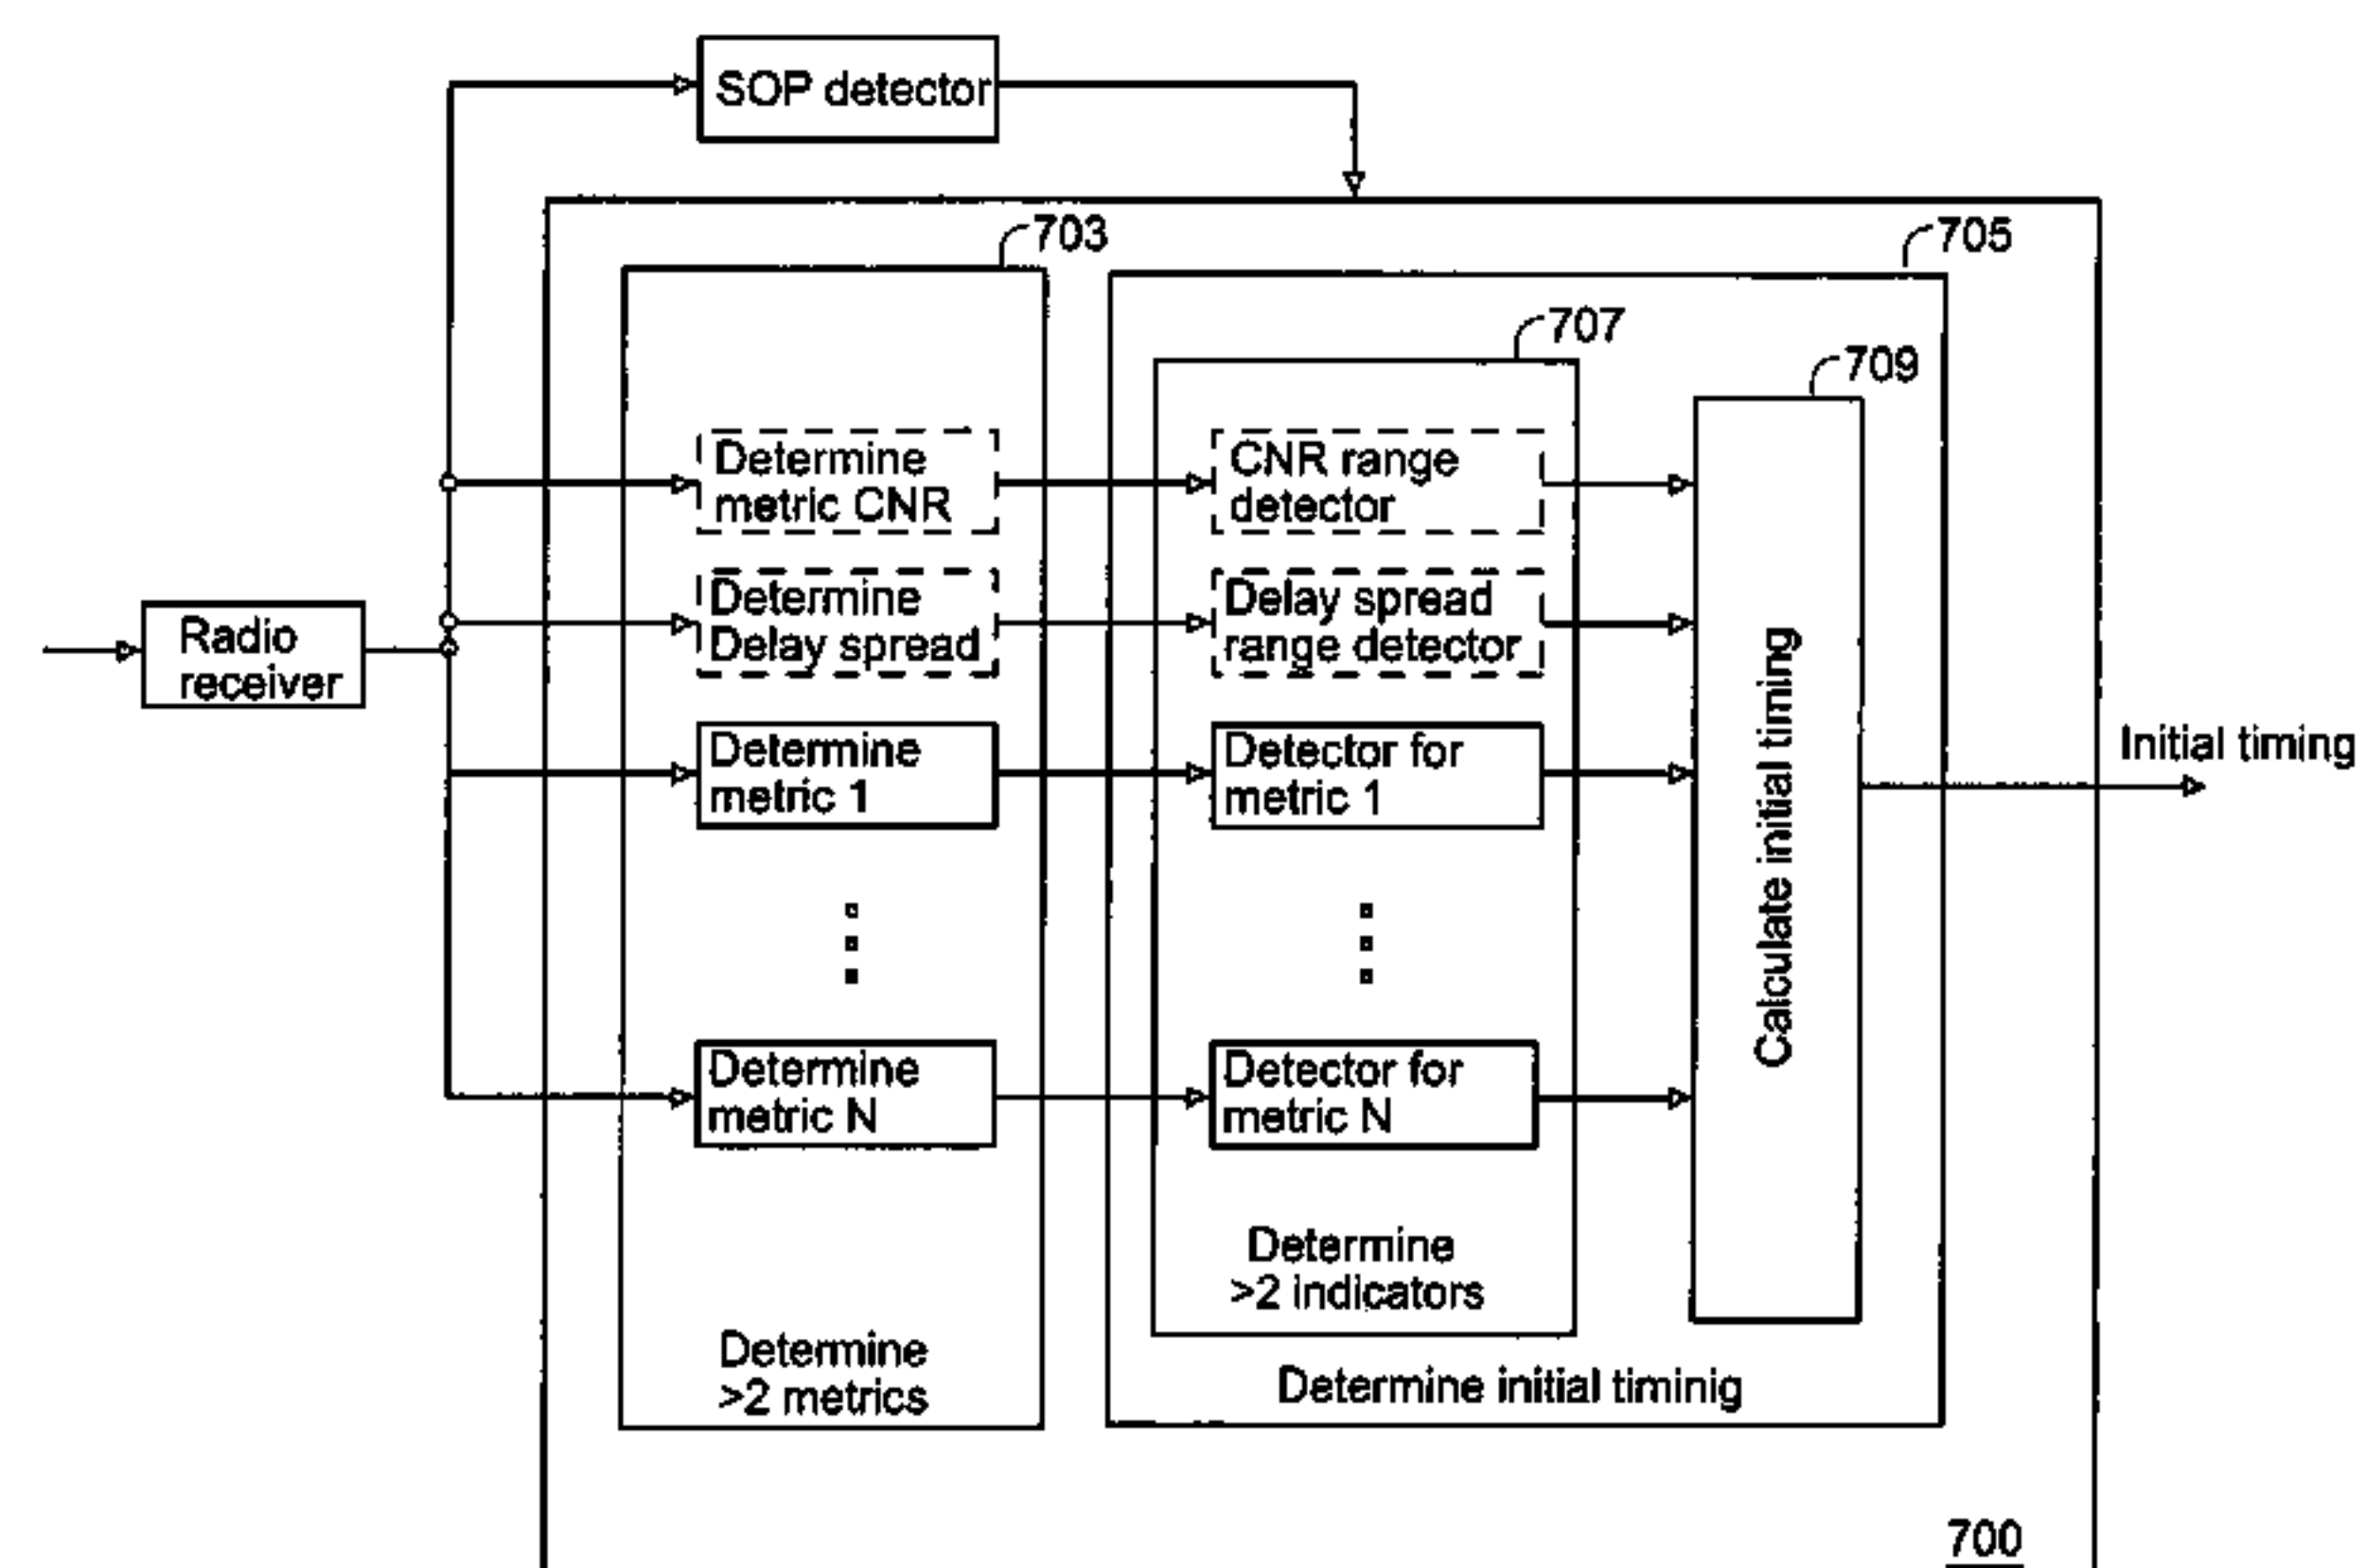 SOP detector
703
705
707
709
Determine
metric CNR
CNR range
detector
Determine
Delay spread
Delay spread
range detector
Radio
receiver
Determine
metric 1
Detector for
metric 1
Calculate initial timing
Initial timing
Determine
metric N
Detector for
metric N
Determine
>2 indicators
Determine
>2 metrics
Determine initial timinig
700